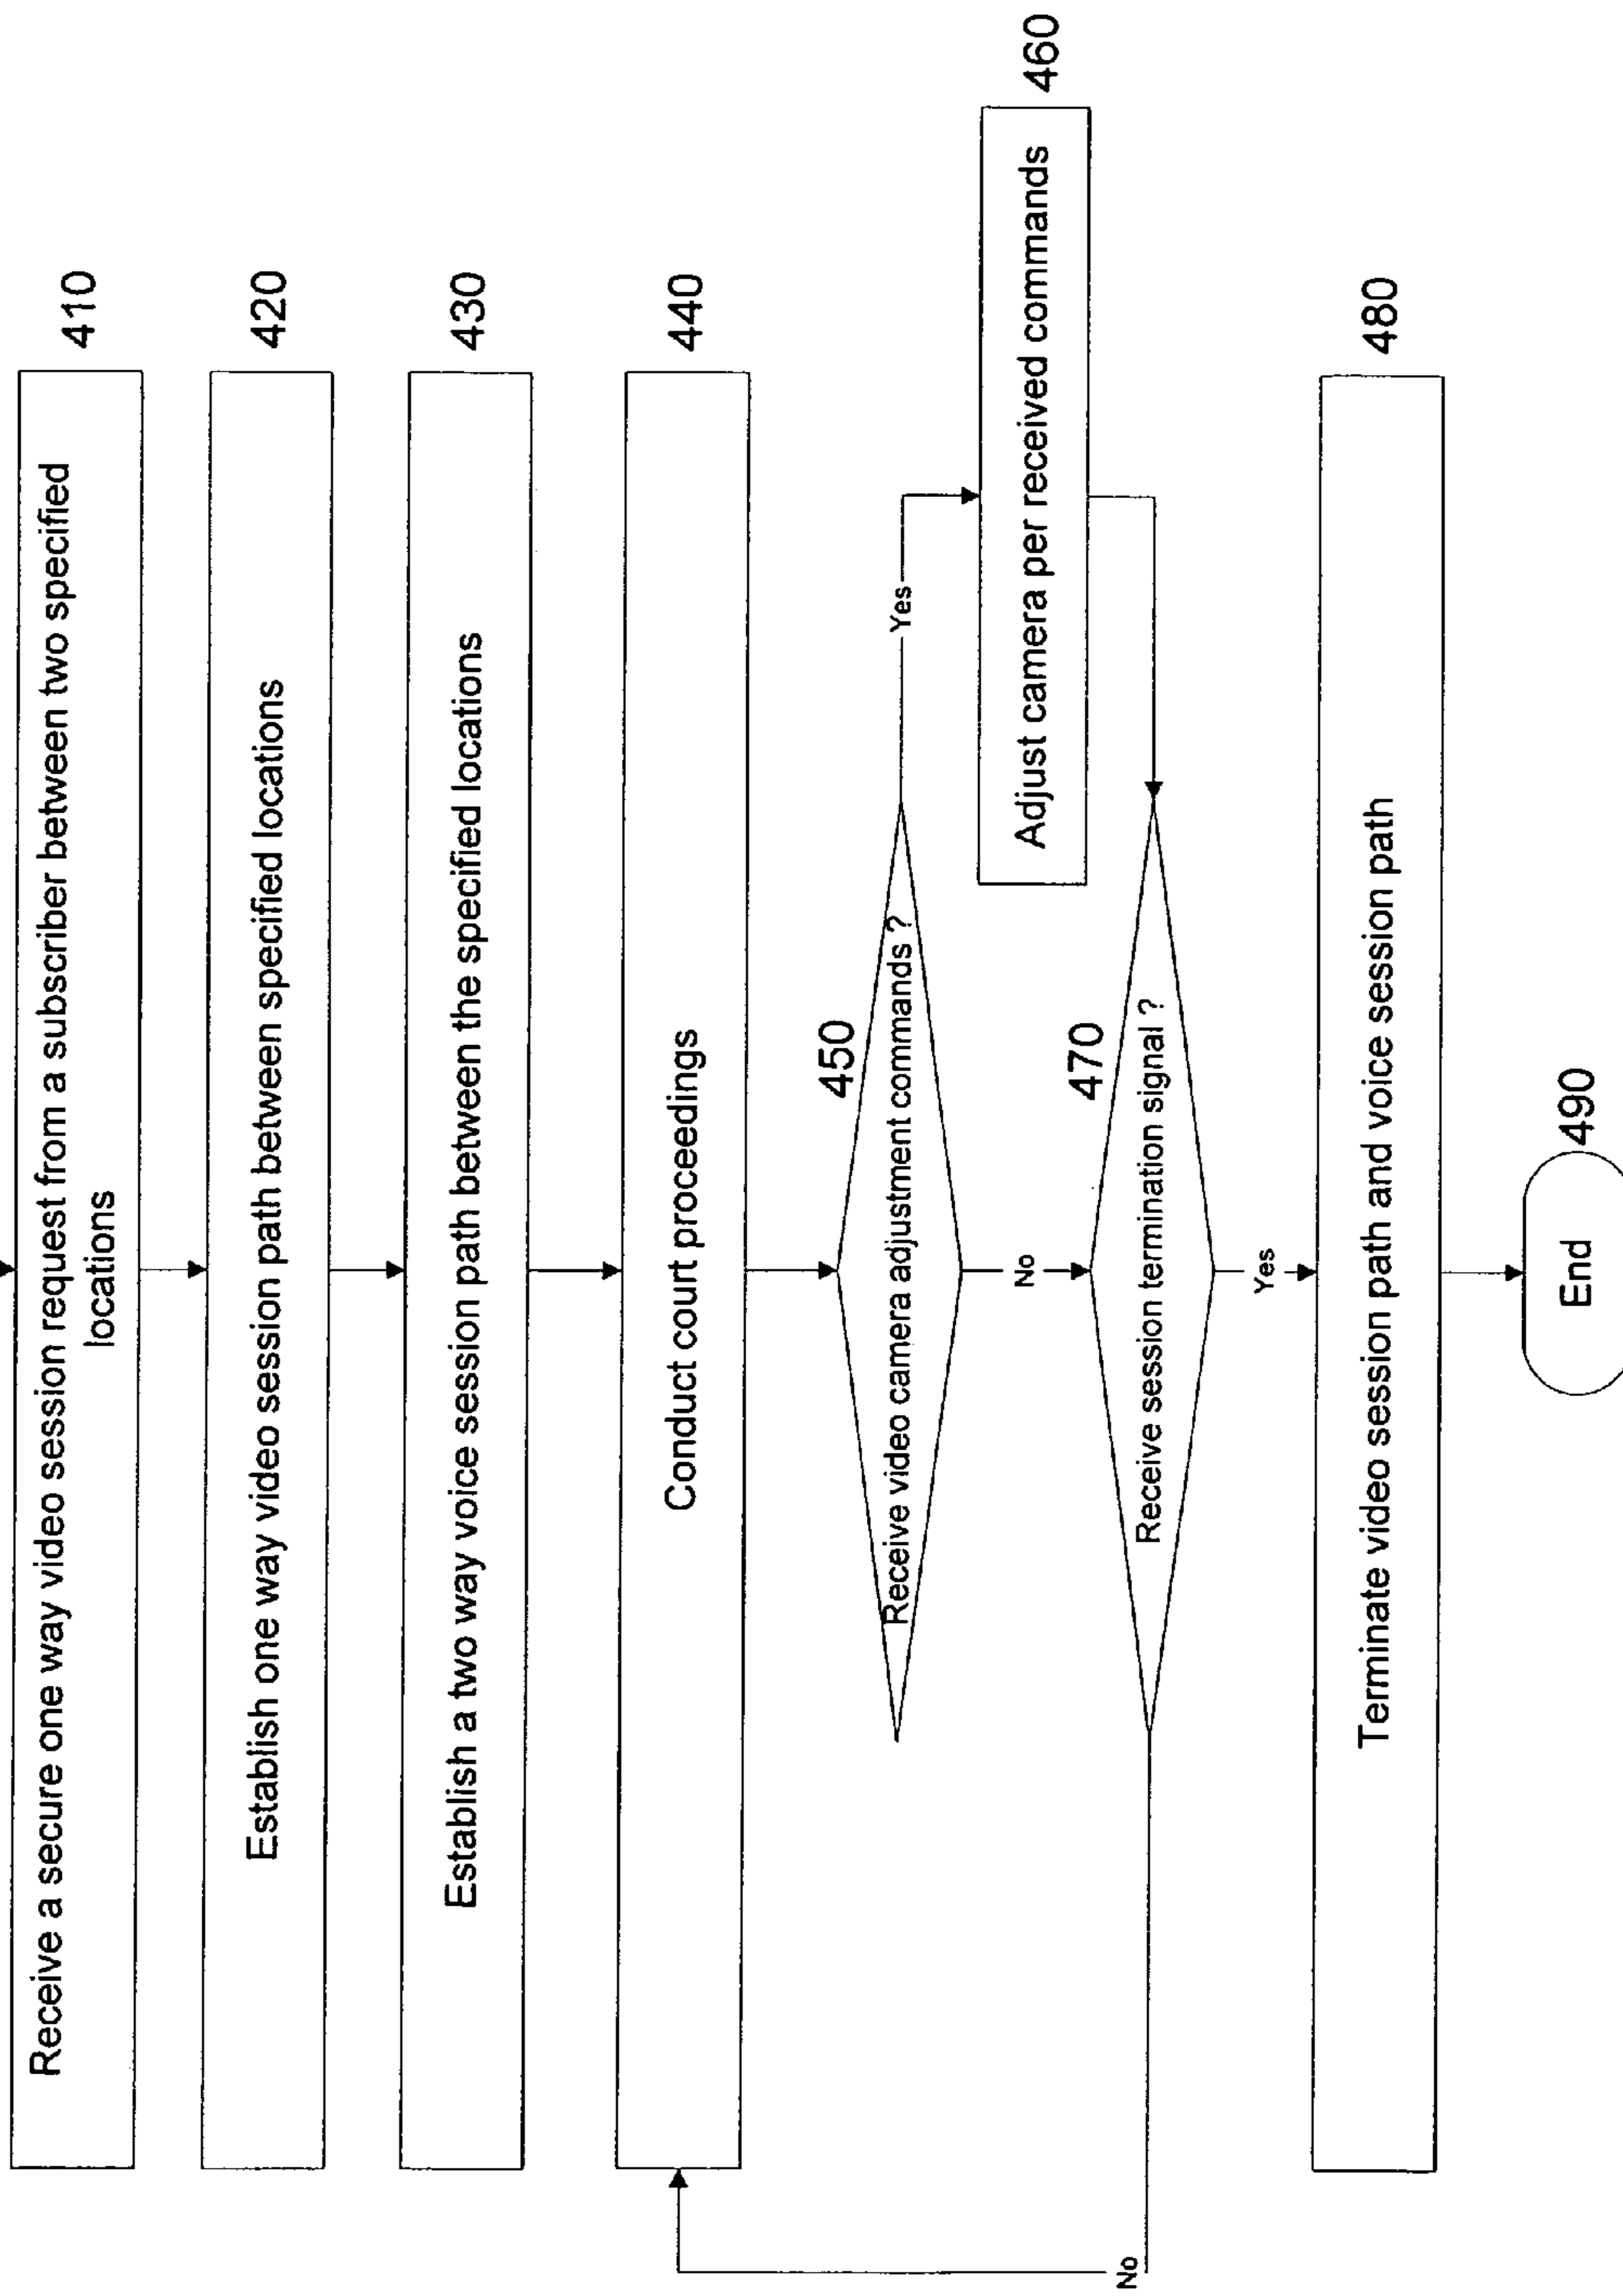 Receive a secure one way video session request from a subscriber between two specified
locations
410
Establish one way video session path between specified locations
420
Establish a two way voice session path between the specified locations
430
Conduct court proceedings
440
450
Receive video camera adjustment commands ?
Yes
460
Adjust camera per received commands
No
470
Receive session termination signal ?
No
Yes
480
Terminate video session path and voice session path
End
490